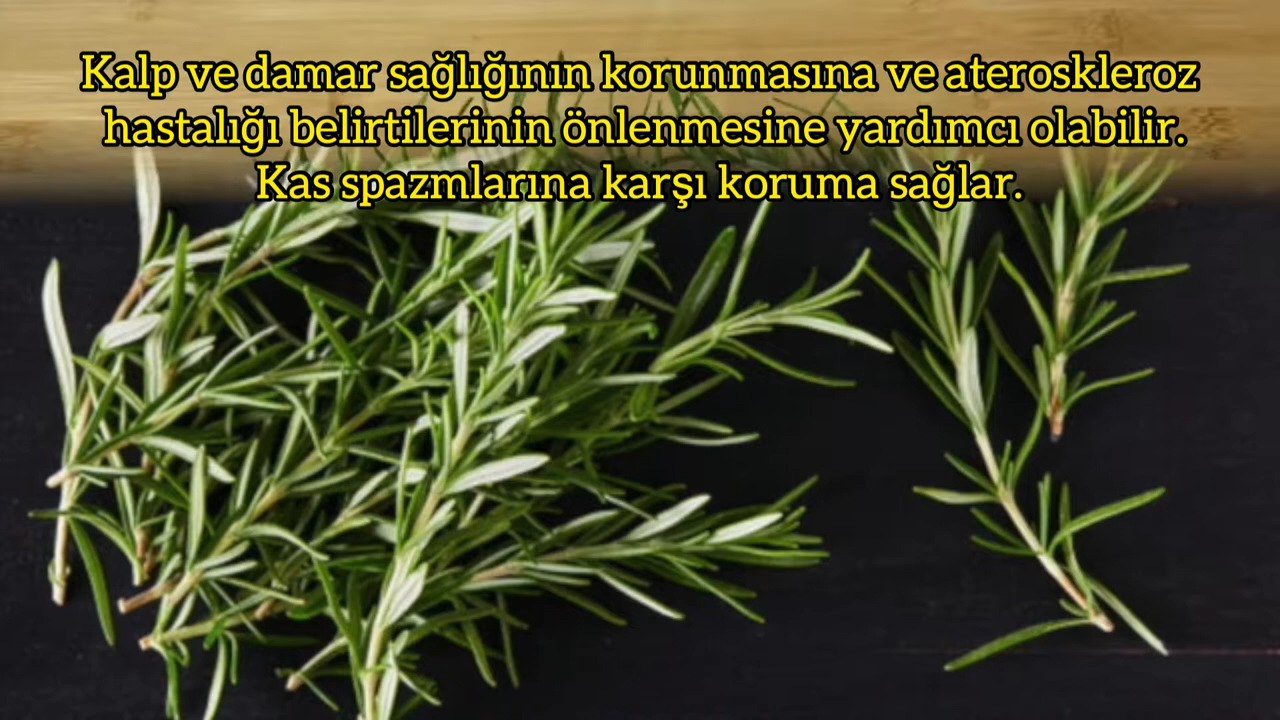 Kalp ve damar sağlığının korunmasına ve ateroskleroz
hastalığı belirtilerinin önlenmesine yardımcı olabilir.
Kas spazmlarına karşı koruma sağlar.